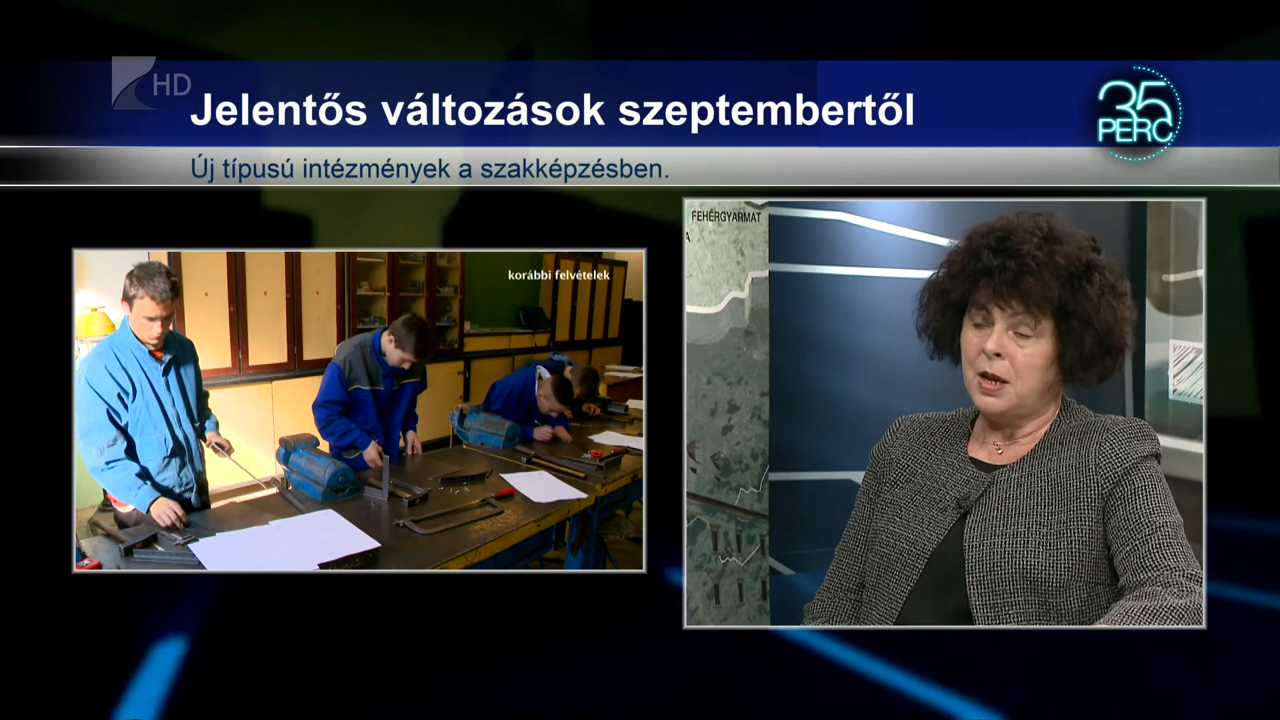 HD
Jelentős változások szeptembertől
35
PERC
Új típusú intézmények a szakképzésben.
FEHÉRGYARMAT
A
korábbi felvételek